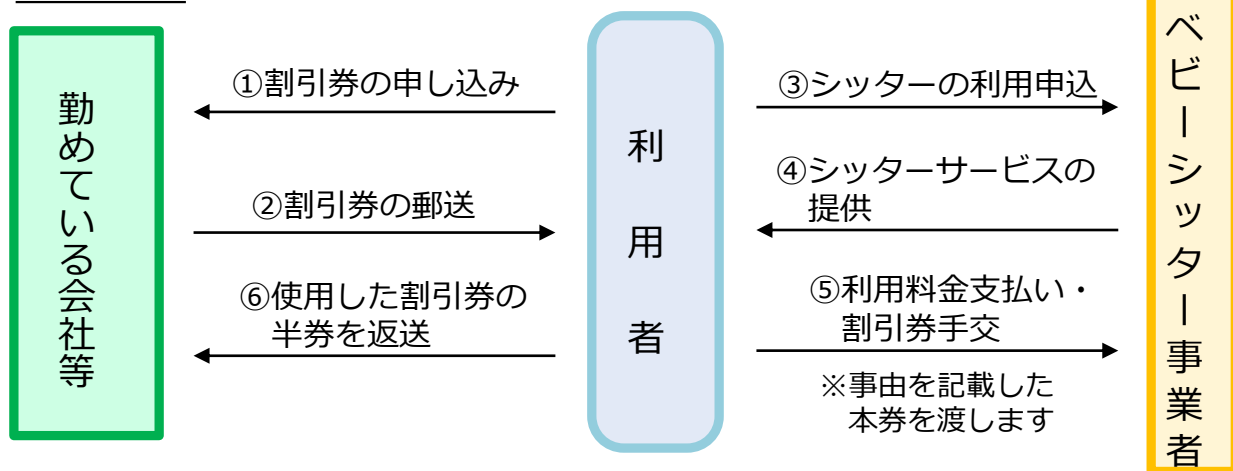 勤めている会社等
①割引券の申し込み
②割引券の郵送
⑥使用した割引券の
半券を返送
利用者
③シッターの利用申込
④シッターサービスの
提供
⑤利用料金支払い・
割引券手交
※事由を記載した
本券を渡します
ベビーシッター事業者